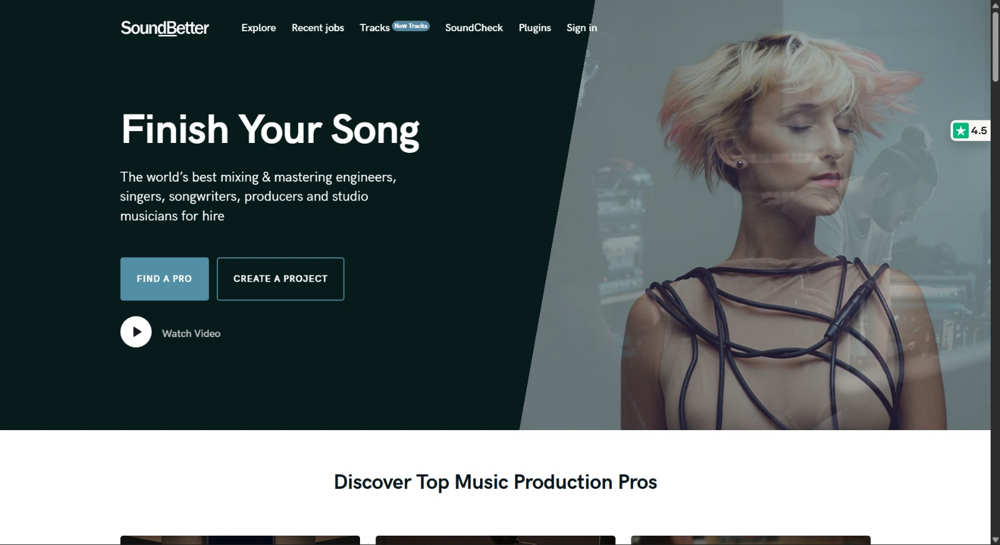 SoundBetter
Explore
Recent jobs
Tracks
New Tracks
SoundCheck
Plugins
Sign in
Finish Your Song
The world’s best mixing & mastering engineers,
singers, songwriters, producers and studio
musicians for hire
FIND A PRO
CREATE A PROJECT
Watch Video
4.5
Discover Top Music Production Pros